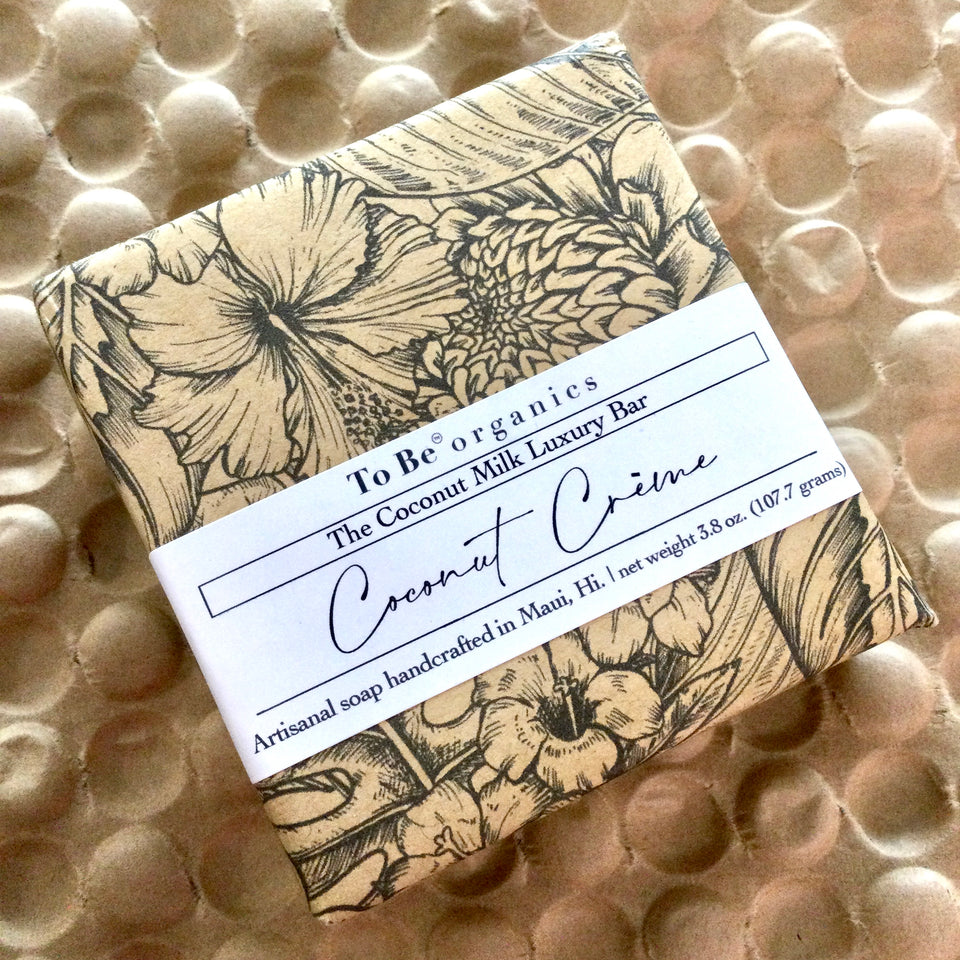 To Be™ organics
The Coconut Milk Luxury Bar
Coconut Crème
Artisanal soap handcrafted in Maui, Hi. | net weight 3.8 oz. (107.7 grams)